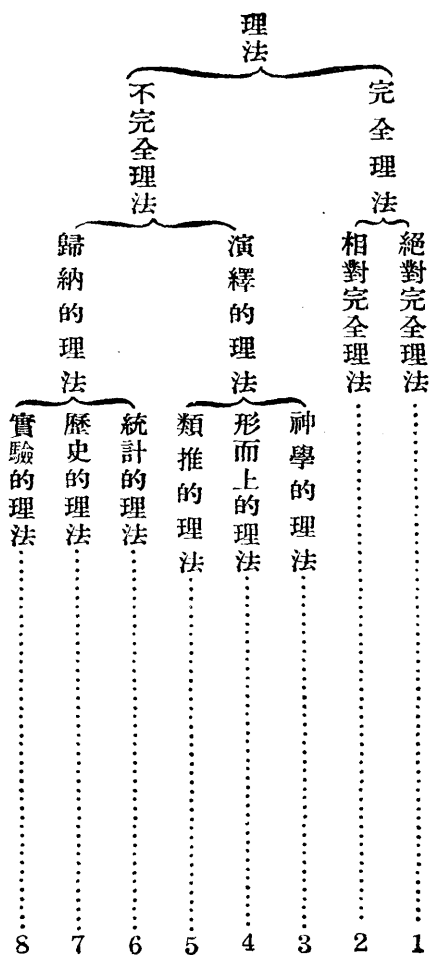 理法
完全理法
絕對完全理法………1
相對完全理法………2
不完全理法
演繹的理法
神學的理法………3
形而上的理法………4
類推的理法………5
歸納的理法
統計的理法………6
歷史的理法………7
實驗的理法………8